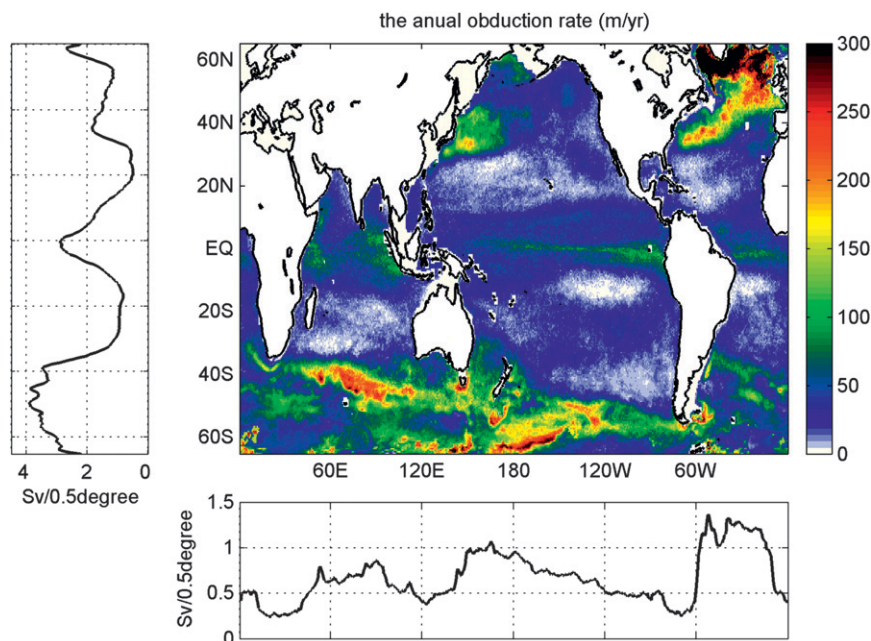 the anual obduction rate (m/yr)
60N
40N
20N
EQ
20S
40S
60S
60E 120E 180 120W 60W
300
250
200
150
100
50
0
4 2 0
Sv/0.5degree
1.5
1
0.5
0
Sv/0.5degree